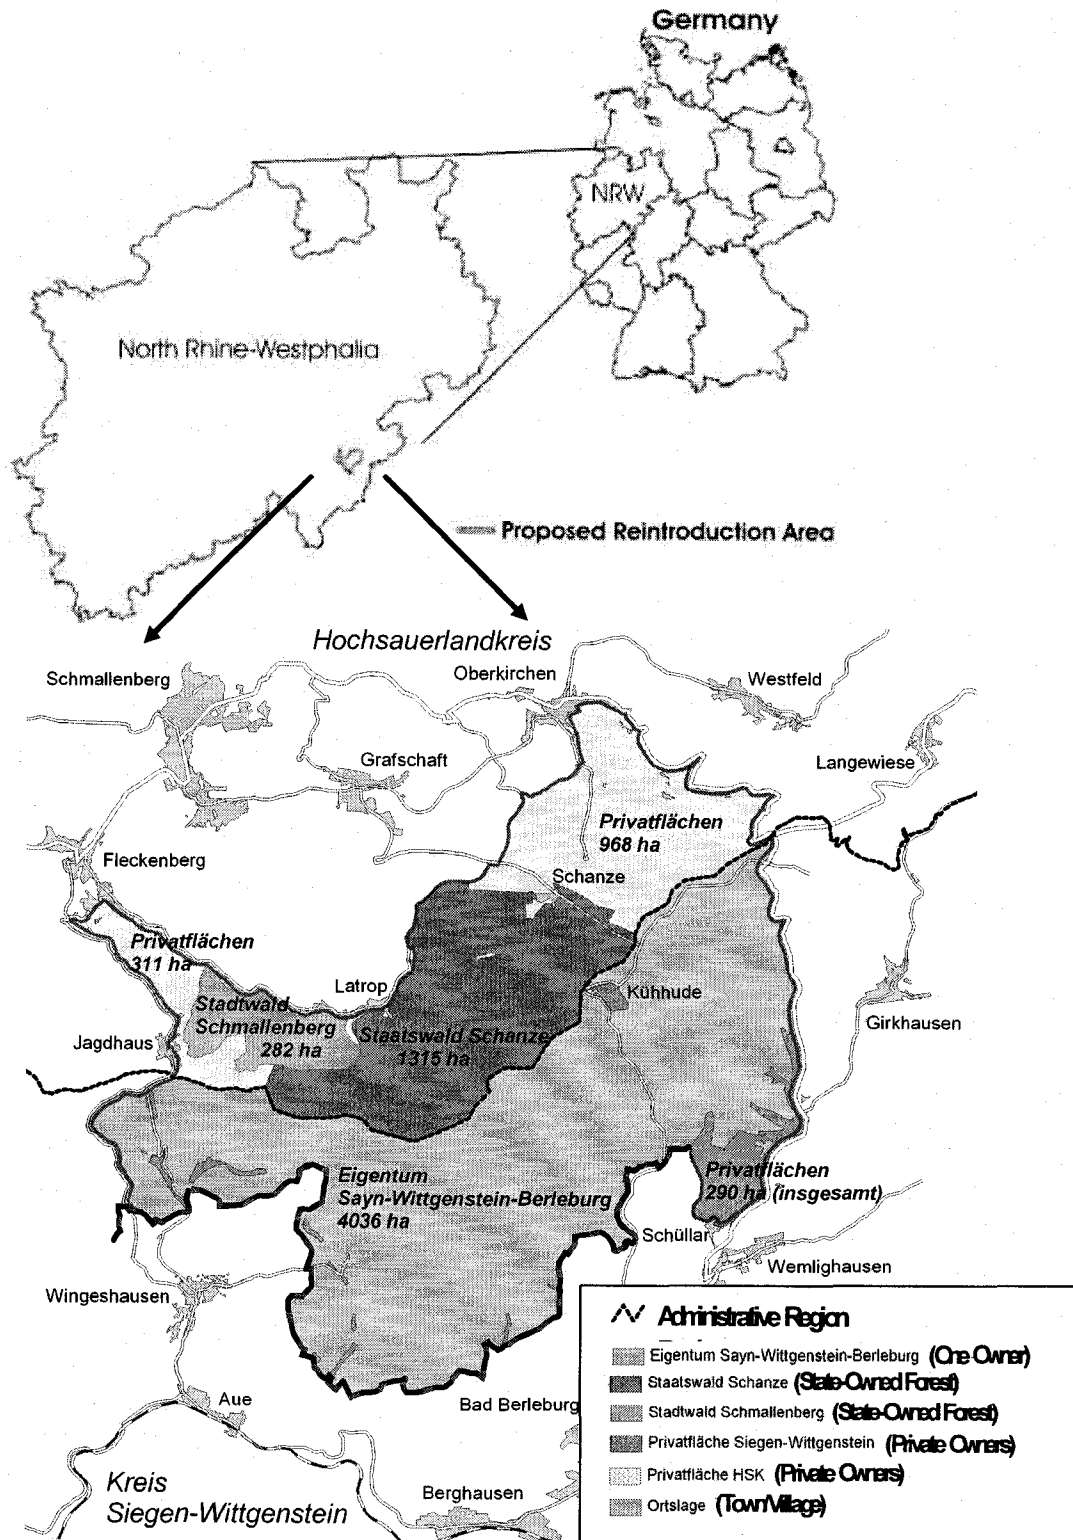 Germany
NRW
North Rhine-Westphalia
Proposed Reintroduction Area
Hochsauerlandkreis
Schmallenberg
Oberkirchen
Westfeld
Grafschaft
Langewiese
Privatflächen
968 ha
Fleckenberg
Schanze
Privatflächen
311 ha
Latrop
Kühhude
Stadtwald
Schmallenberg
282 ha
Staatswald Schanze
1315 ha
Jagdhaus
Girkhausen
Eigentum
Sayn-Wittgenstein-Berleburg
4036 ha
Privatflächen
290 ha (insgesamt)
Schüllar
Wemlighausen
Wingeshausen
Aue
Bad Berleburg
Kreis
Siegen-Wittgenstein
Berghausen
Administrative Region
Eigentum Sayn-Wittgenstein-Berleburg (One Owner)
Staatswald Schanze (State-Owned Forest)
Stadtwald Schmallenberg (State-Owned Forest)
Privatfläche Siegen-Wittgenstein (Private Owners)
Privatfläche HSK (Private Owners)
Ortslage (Town/Village)